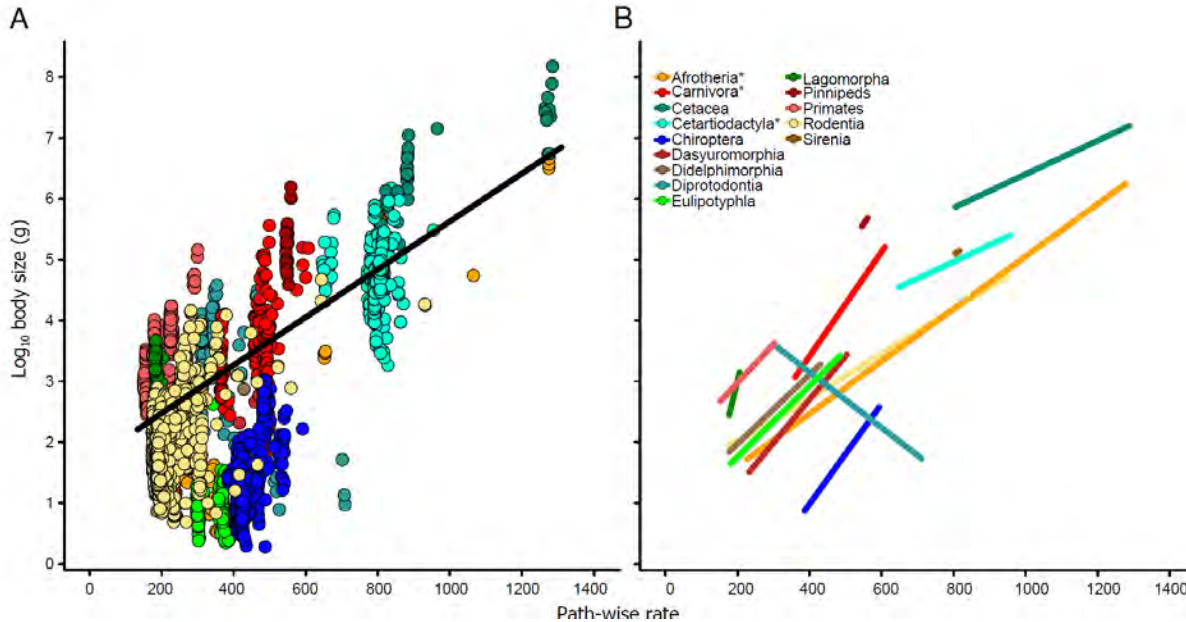 A
B
8
7
6
5
4
3
2
1
0
Log₁₀ body size (g)
0 200 400 600 800 1000 1200 1400
Afrotheria*
Carnivora*
Cetacea
Cetartiodactyla*
Chiroptera
Dasyuromorphia
Didelphimorphia
Diprotodontia
Eulipotyphla
Lagomorpha
Pinnipeds
Primates
Rodentia
Sirenia
0 200 400 600 800 1000 1200 1400
Path-wise rate